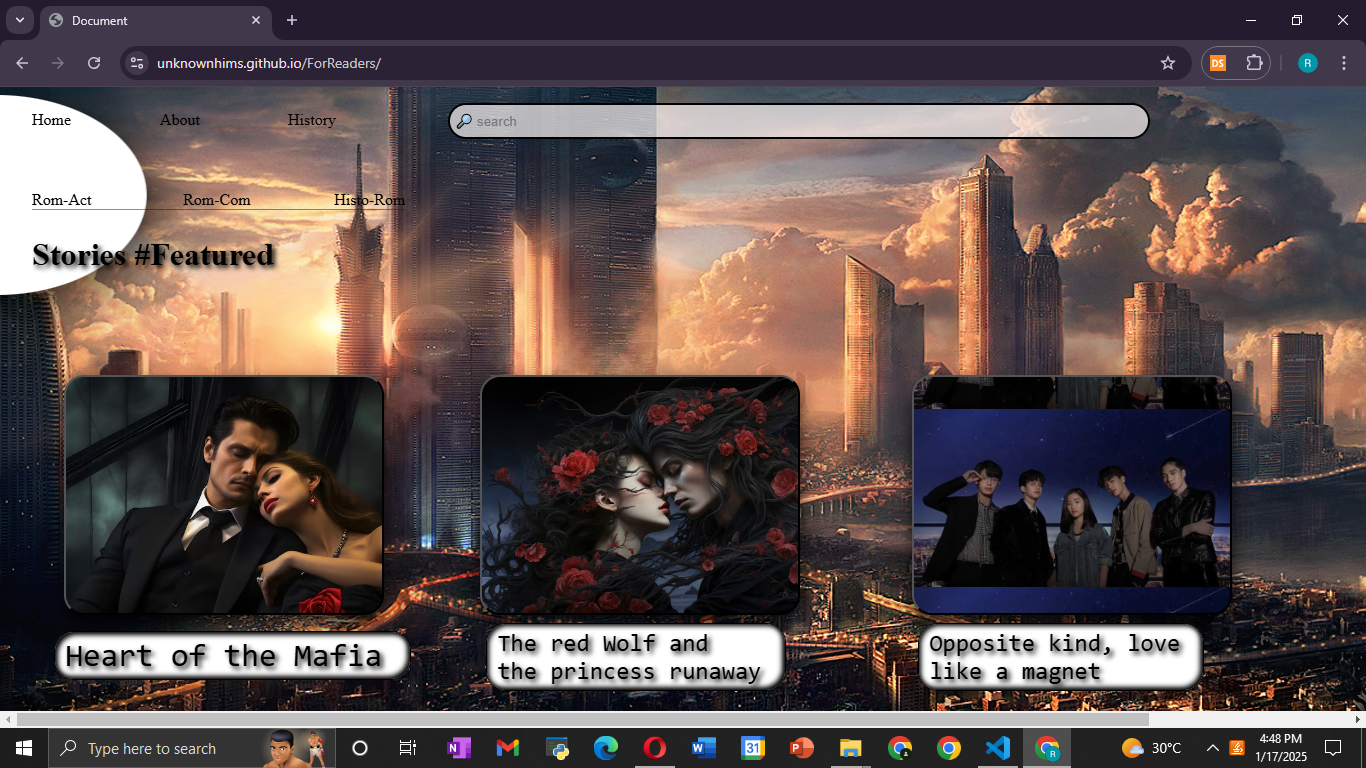 Document
unknownhims.github.io/ForReaders/
DS
R
Home About History
search
Rom-Act Rom-Com Histo-Rom
Stories #Featured
Heart of the Mafia
The red Wolf and
the princess runaway
Opposite kind, love
like a magnet
Type here to search
30°C
4:48 PM
1/17/2025